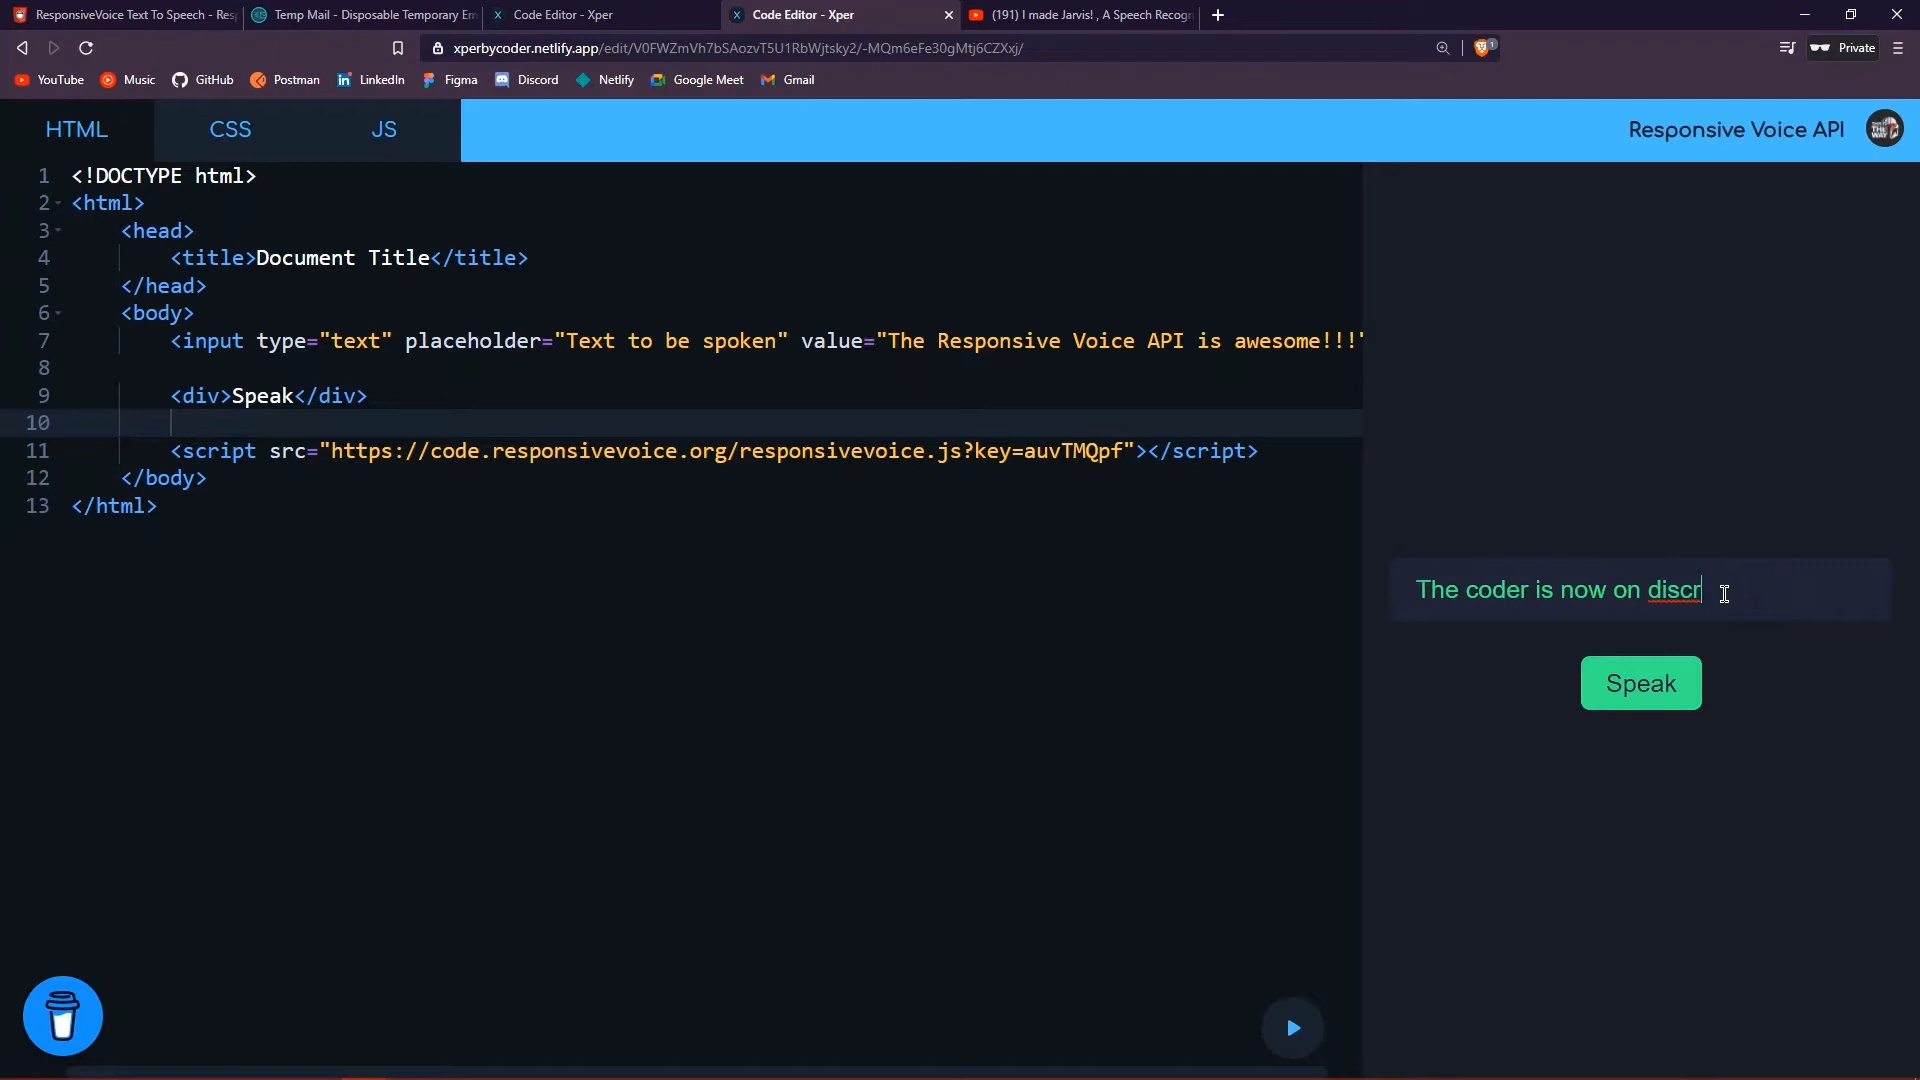 ResponsiveVoice Text To Speech - Resp
Temp Mail - Disposable Temporary Em
Code Editor - Xper
Code Editor - Xper
(191) I made Jarvis! , A Speech Recogn
xperbycoder.netlify.app/edit/V0FWZmVh7bSAozvT5U1RbWjtsky2/-MQm6eFe30gMtj6CZXxj/
1
Private
YouTube
Music
GitHub
Postman
LinkedIn
Figma
Discord
Netlify
Google Meet
Gmail
HTML
CSS
JS
Responsive Voice API
1 <!DOCTYPE html>
2 <html>
3 <head>
4 <title>Document Title</title>
5 </head>
6 <body>
7 <input type="text" placeholder="Text to be spoken" value="The Responsive Voice API is awesome!!!"
8
9 <div>Speak</div>
10
11 <script src="https://code.responsivevoice.org/responsivevoice.js?key=auvTMQpf"></script>
12 </body>
13 </html>
The coder is now on discr
Speak